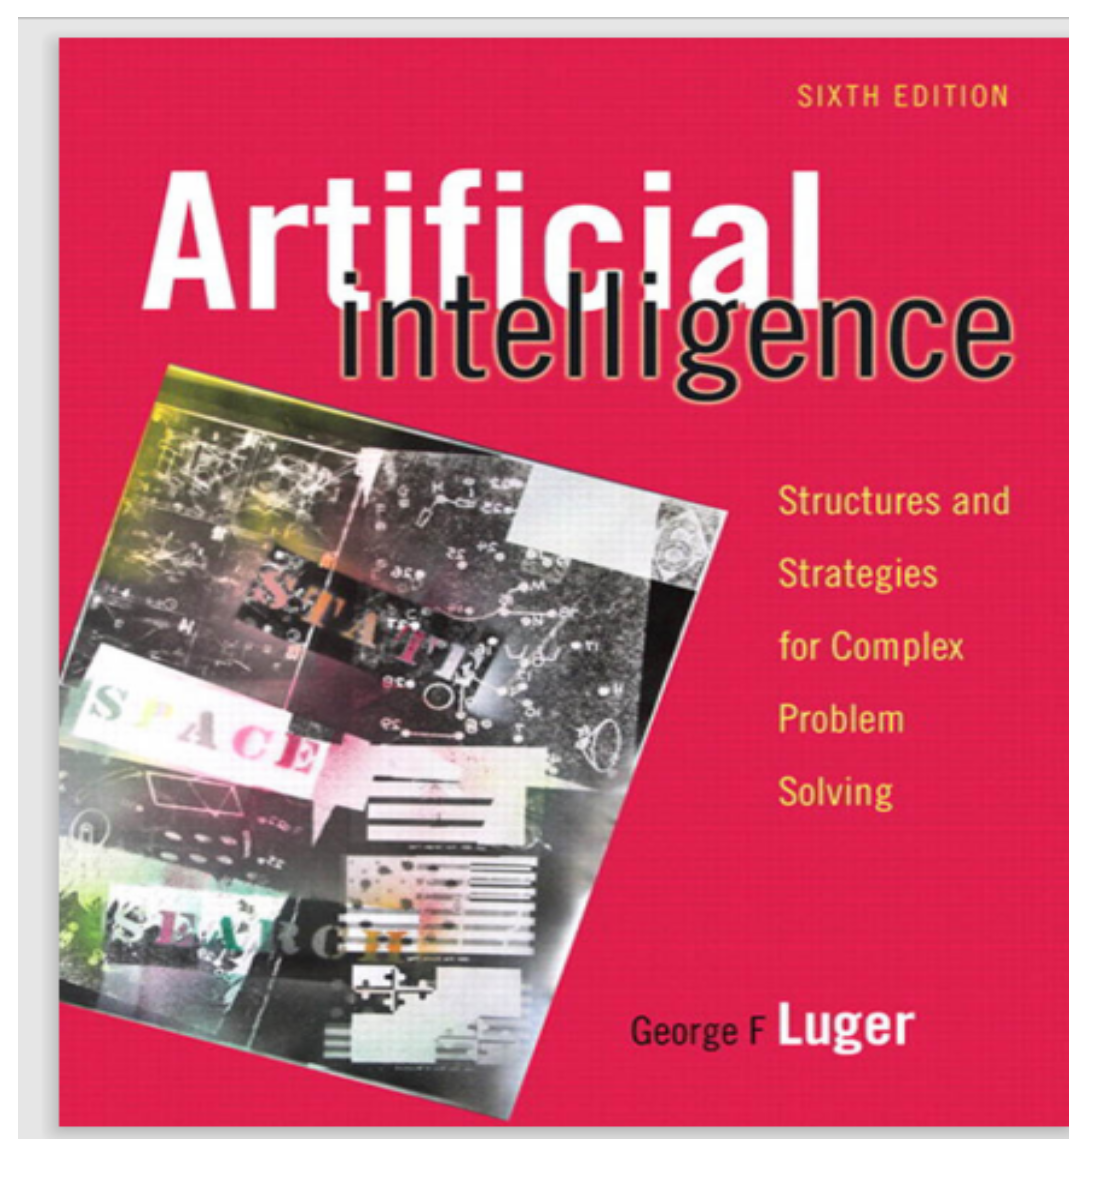 SIXTH EDITION
Artificial
intelligence
Structures and
Strategies
for Complex
Problem
Solving
STATE
SPACE
SEARCH
George F Luger